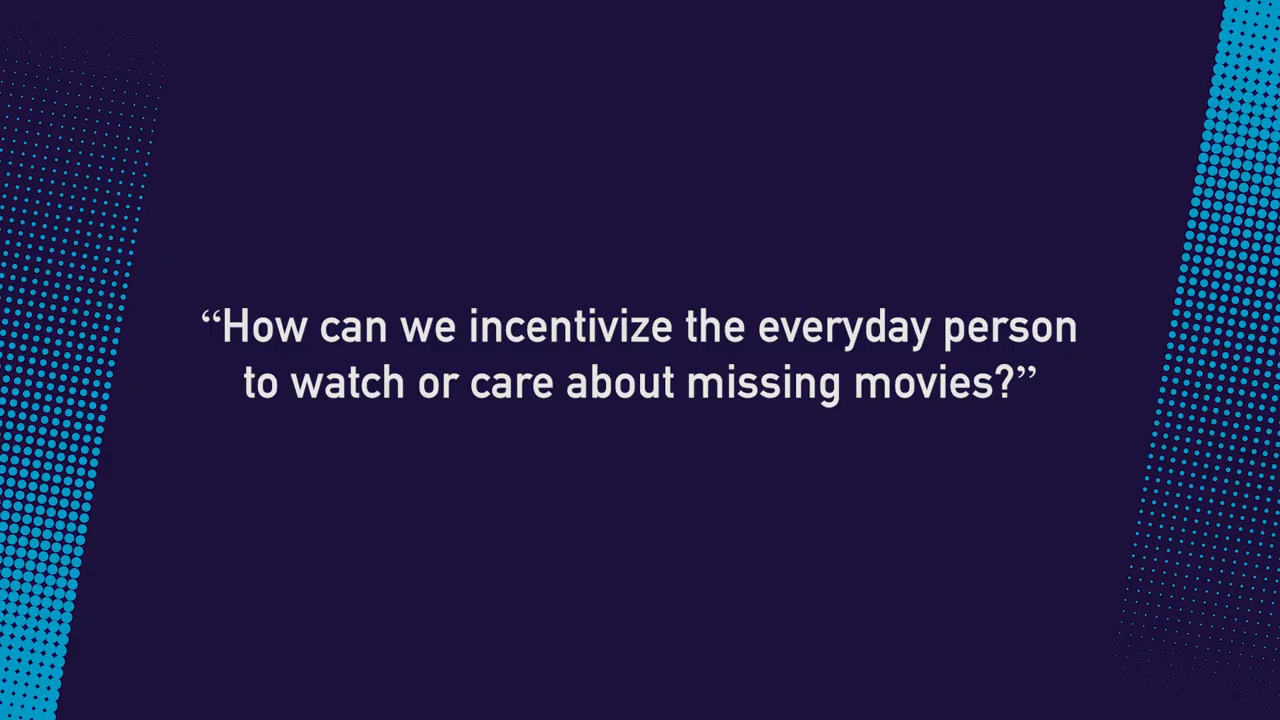 “How can we incentivize the everyday person
to watch or care about missing movies?”